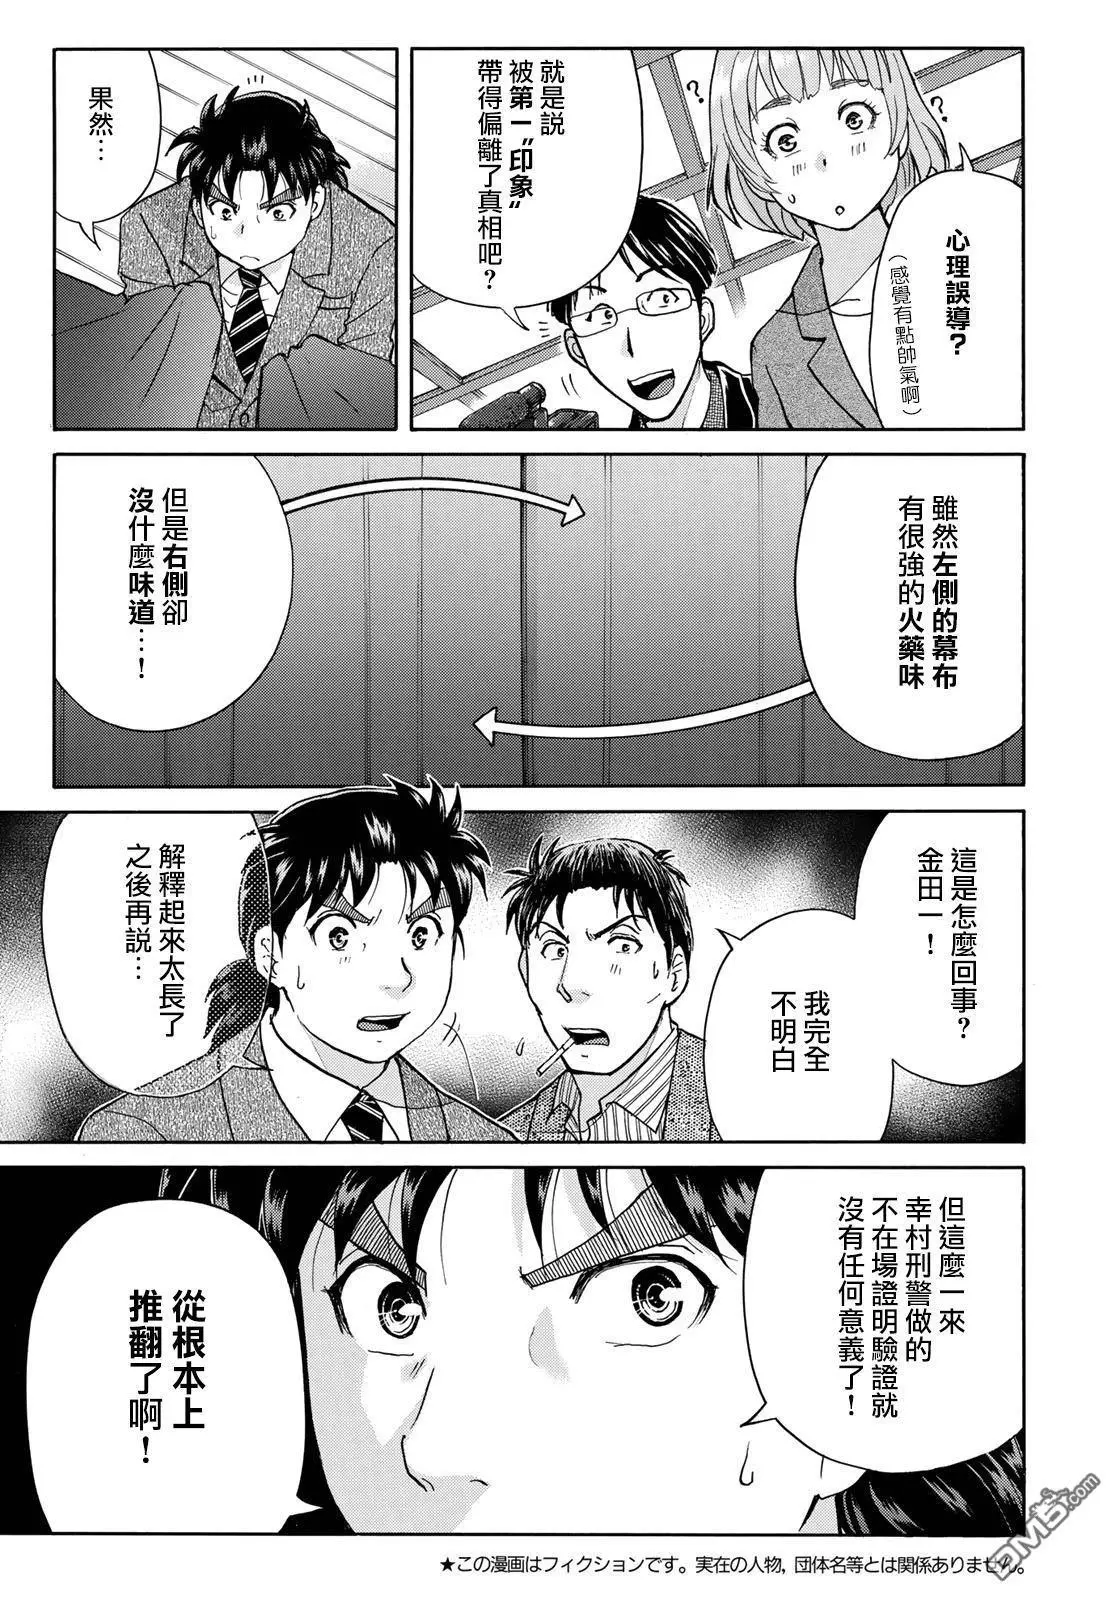 心理誤導？
（感覺有點帥氣啊）
就是説
被第一“印象”
帶得偏離了真相吧？
果然…
雖然左側的幕布
有很強的火藥味
但是右側卻
沒什麼味道…！
這是怎麼回事？
金田一！
我完全
不明白
解釋起來太長了
之後再説…
但這麼一來
幸村刑警做的
不在場證明驗證就
沒有任何意義了！
從根本上
推翻了啊！
★この漫画はフィクションです。実在の人物，団体名等とは関係ありません。
DM5.com